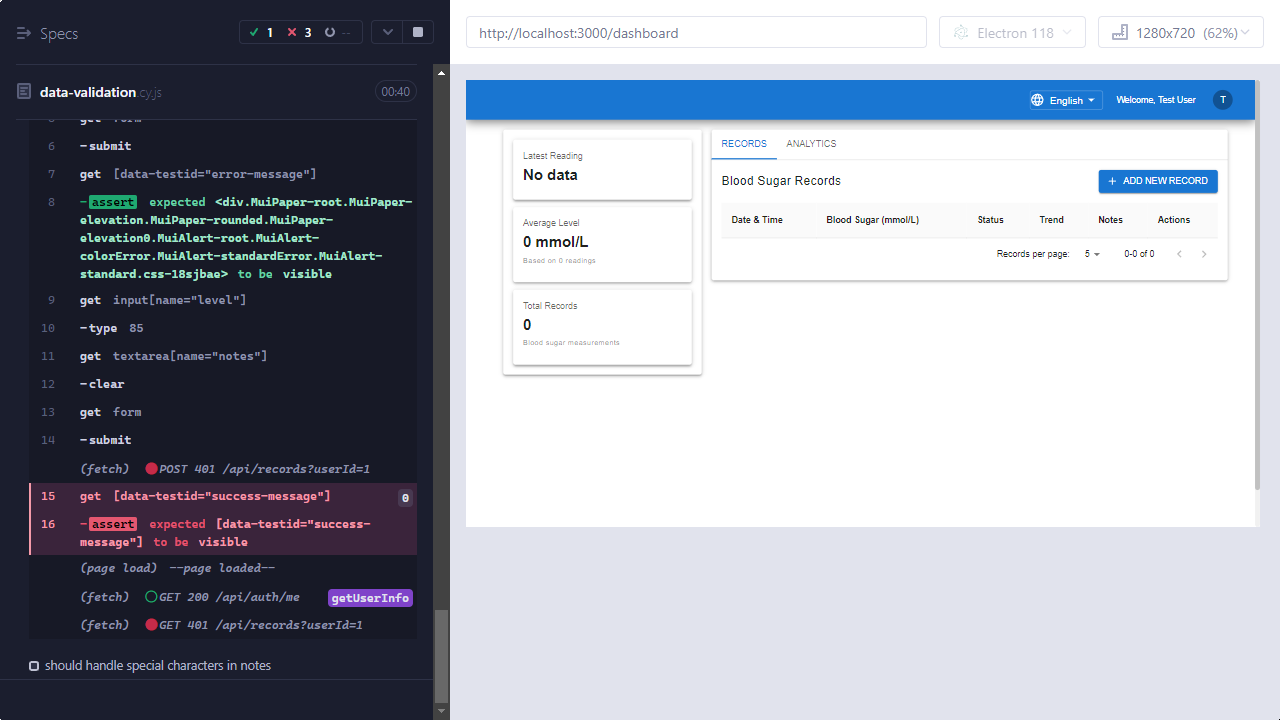 Specs
1 3 --
data-validation.cy.js 00:40
get form
6 -submit
7 get [data-testid="error-message"]
8 -assert expected <div.MuiPaper-root.MuiPaper-
elevation.MuiPaper-rounded.MuiPaper-
elevation0.MuiAlert-root.MuiAlert-
colorError.MuiAlert-standardError.MuiAlert-
standard.css-18sjbae> to be visible
9 get input[name="level"]
10 -type 85
11 get textarea[name="notes"]
12 -clear
13 get form
14 -submit
(fetch) POST 401 /api/records?userId=1
15 get [data-testid="success-message"] 0
16 -assert expected [data-testid="success-
message"] to be visible
(page load) --page loaded--
(fetch) GET 200 /api/auth/me getUserInfo
(fetch) GET 401 /api/records?userId=1
should handle special characters in notes
http://localhost:3000/dashboard
Electron 118
1280x720 (62%)
English
Welcome, Test User
T
Latest Reading
No data
Average Level
0 mmol/L
Based on 0 readings
Total Records
0
Blood sugar measurements
RECORDS ANALYTICS
Blood Sugar Records
+ ADD NEW RECORD
Date & Time Blood Sugar (mmol/L) Status Trend Notes Actions
Records per page: 5 0-0 of 0